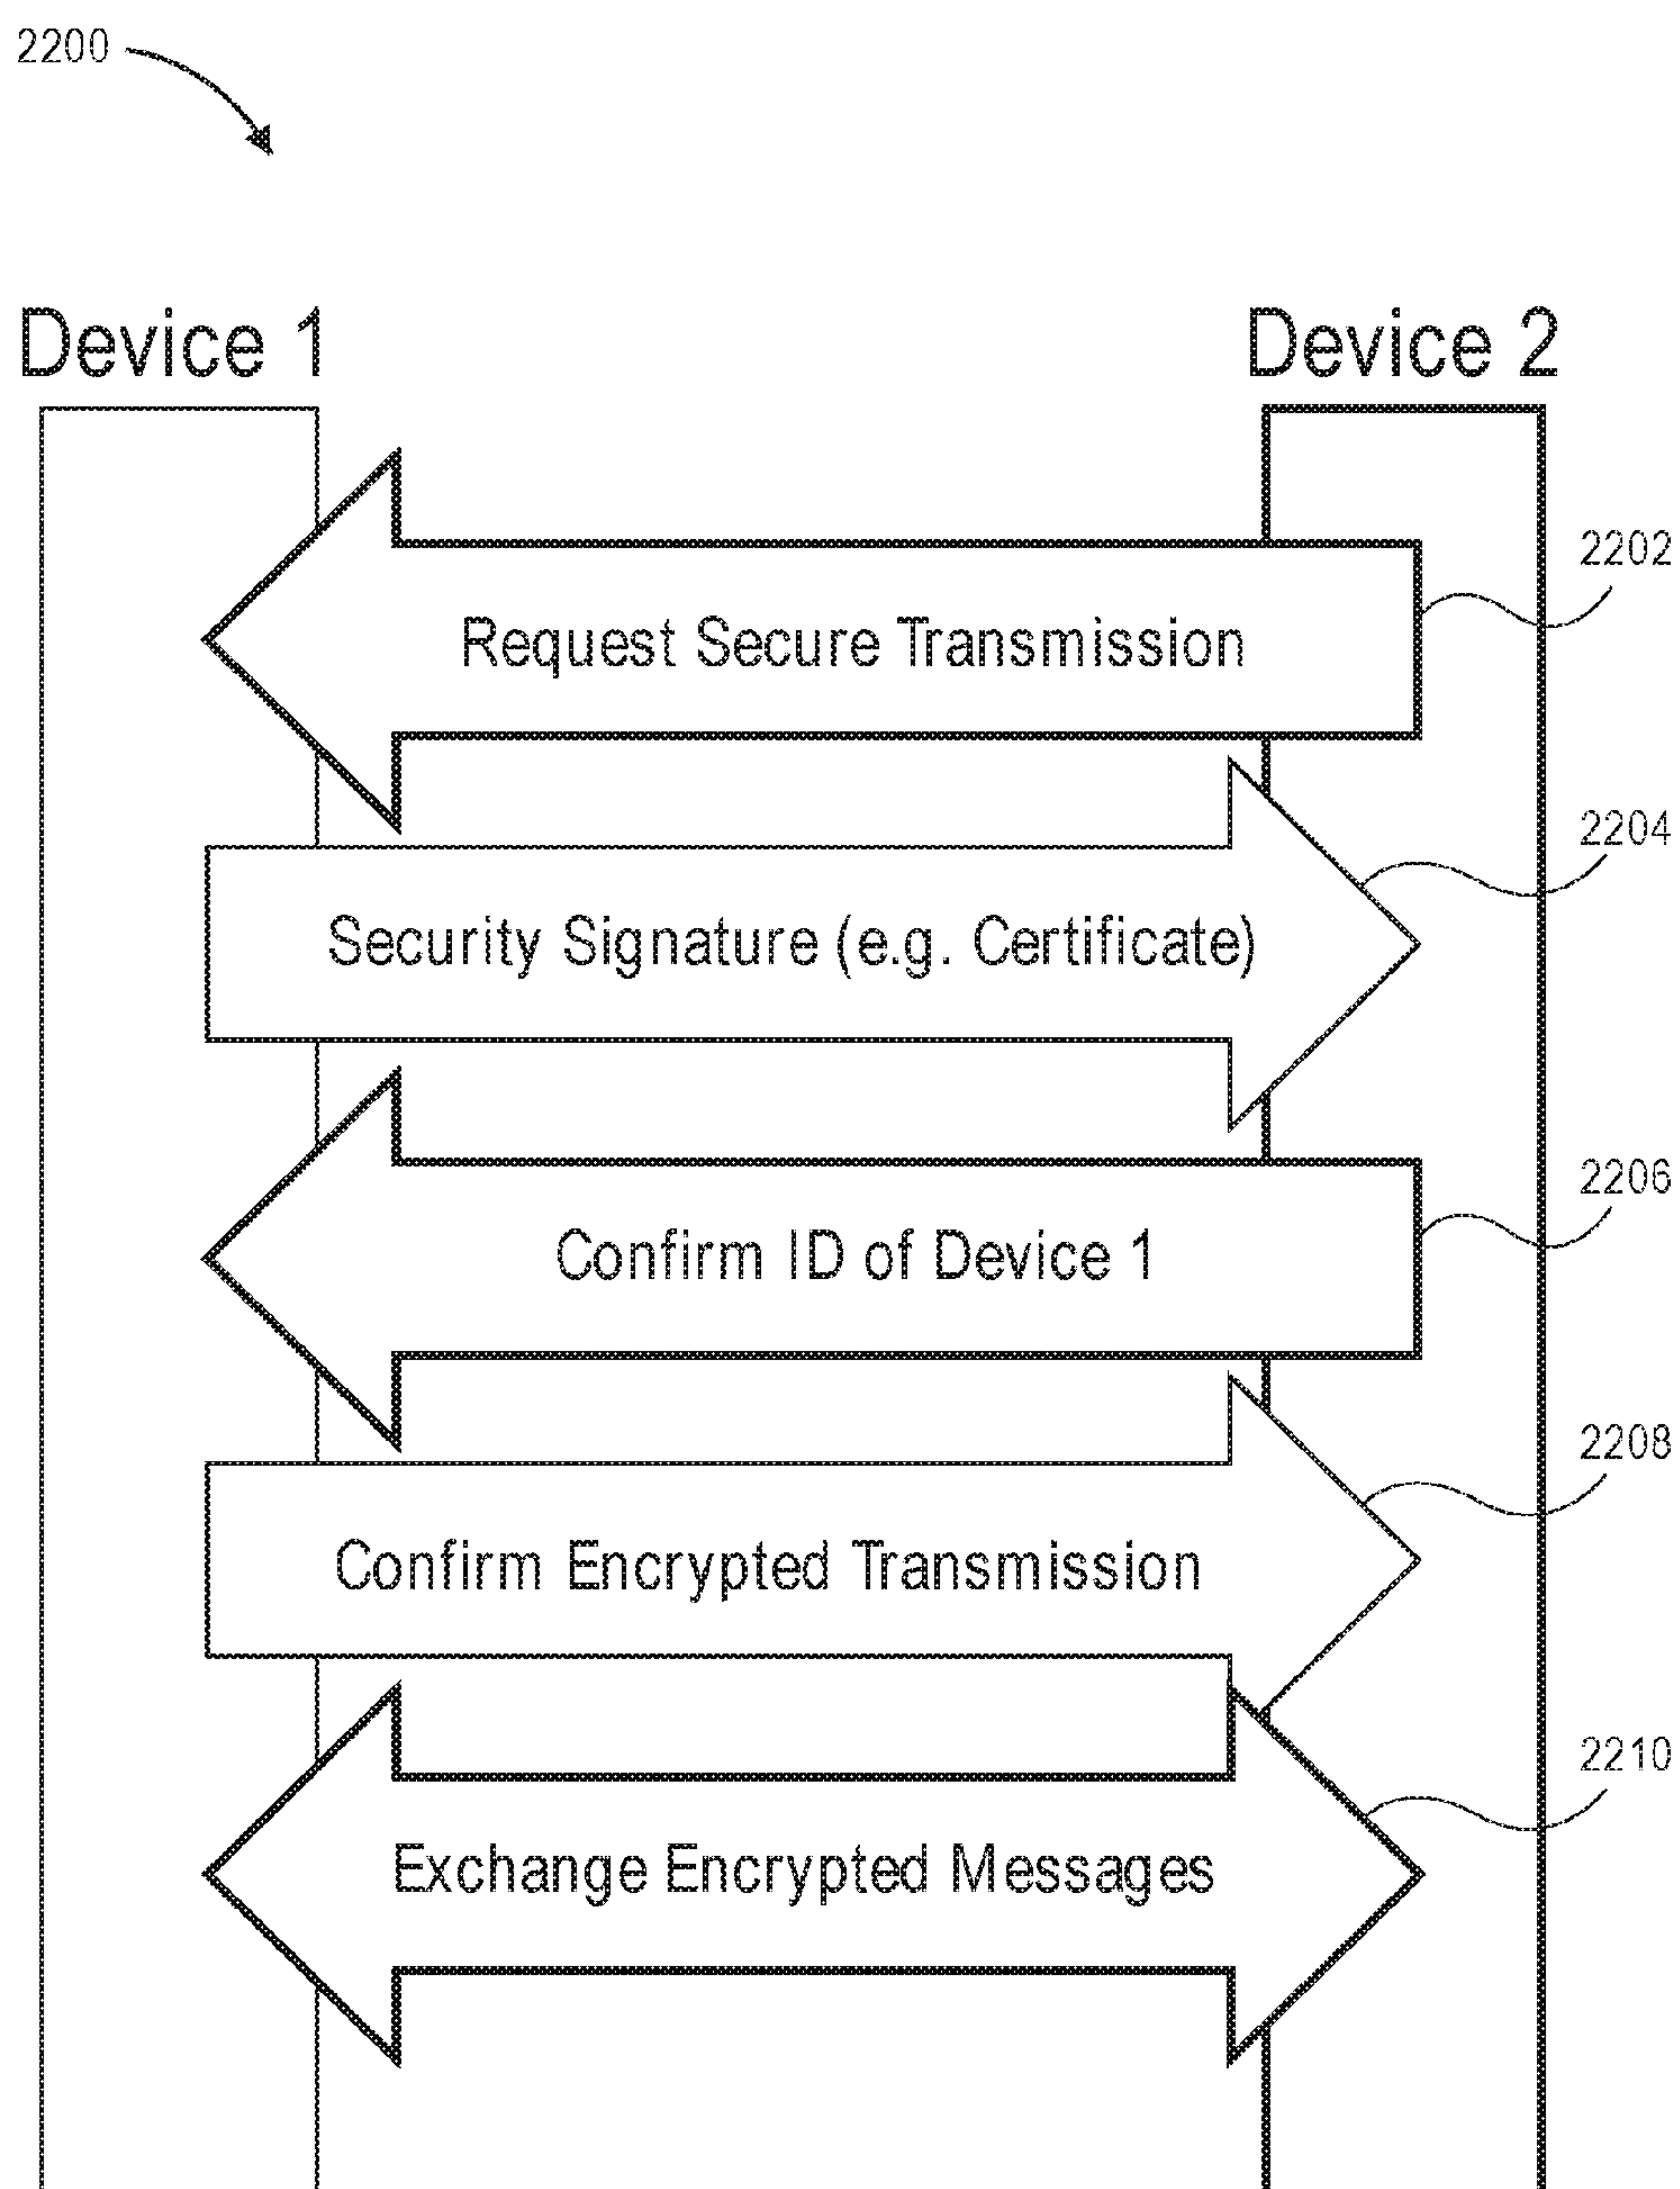 2200
Device 1
Device 2
2202
Request Secure Transmission
2204
Security Signature (e.g. Certificate)
2206
Confirm ID of Device 1
2208
Confirm Encrypted Transmission
2210
Exchange Encrypted Messages